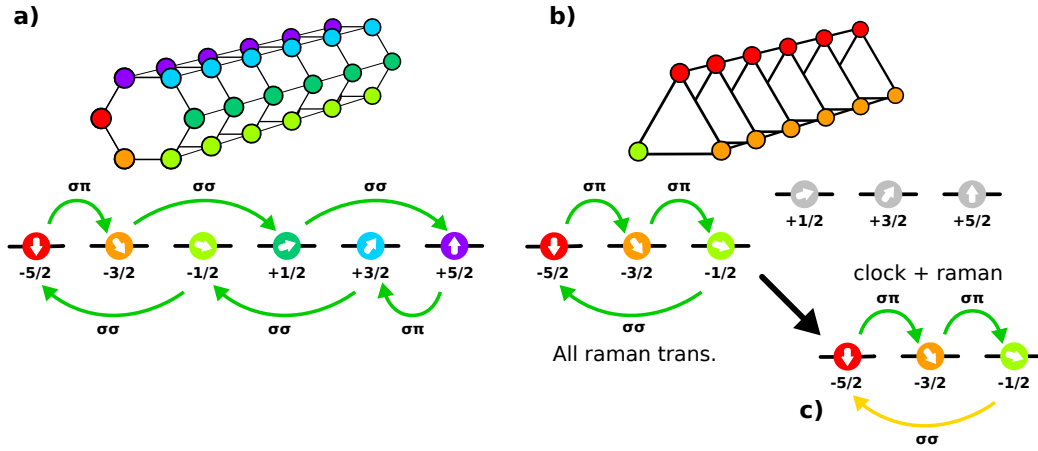 a)
σπ σσ σσ
-5/2 -3/2 -1/2 +1/2 +3/2 +5/2
σσ σσ σπ
b)
σπ σπ
+1/2 +3/2 +5/2
-5/2 -3/2 -1/2
σσ
All raman trans.
clock + raman
σπ σπ
-5/2 -3/2 -1/2
c)
σσ